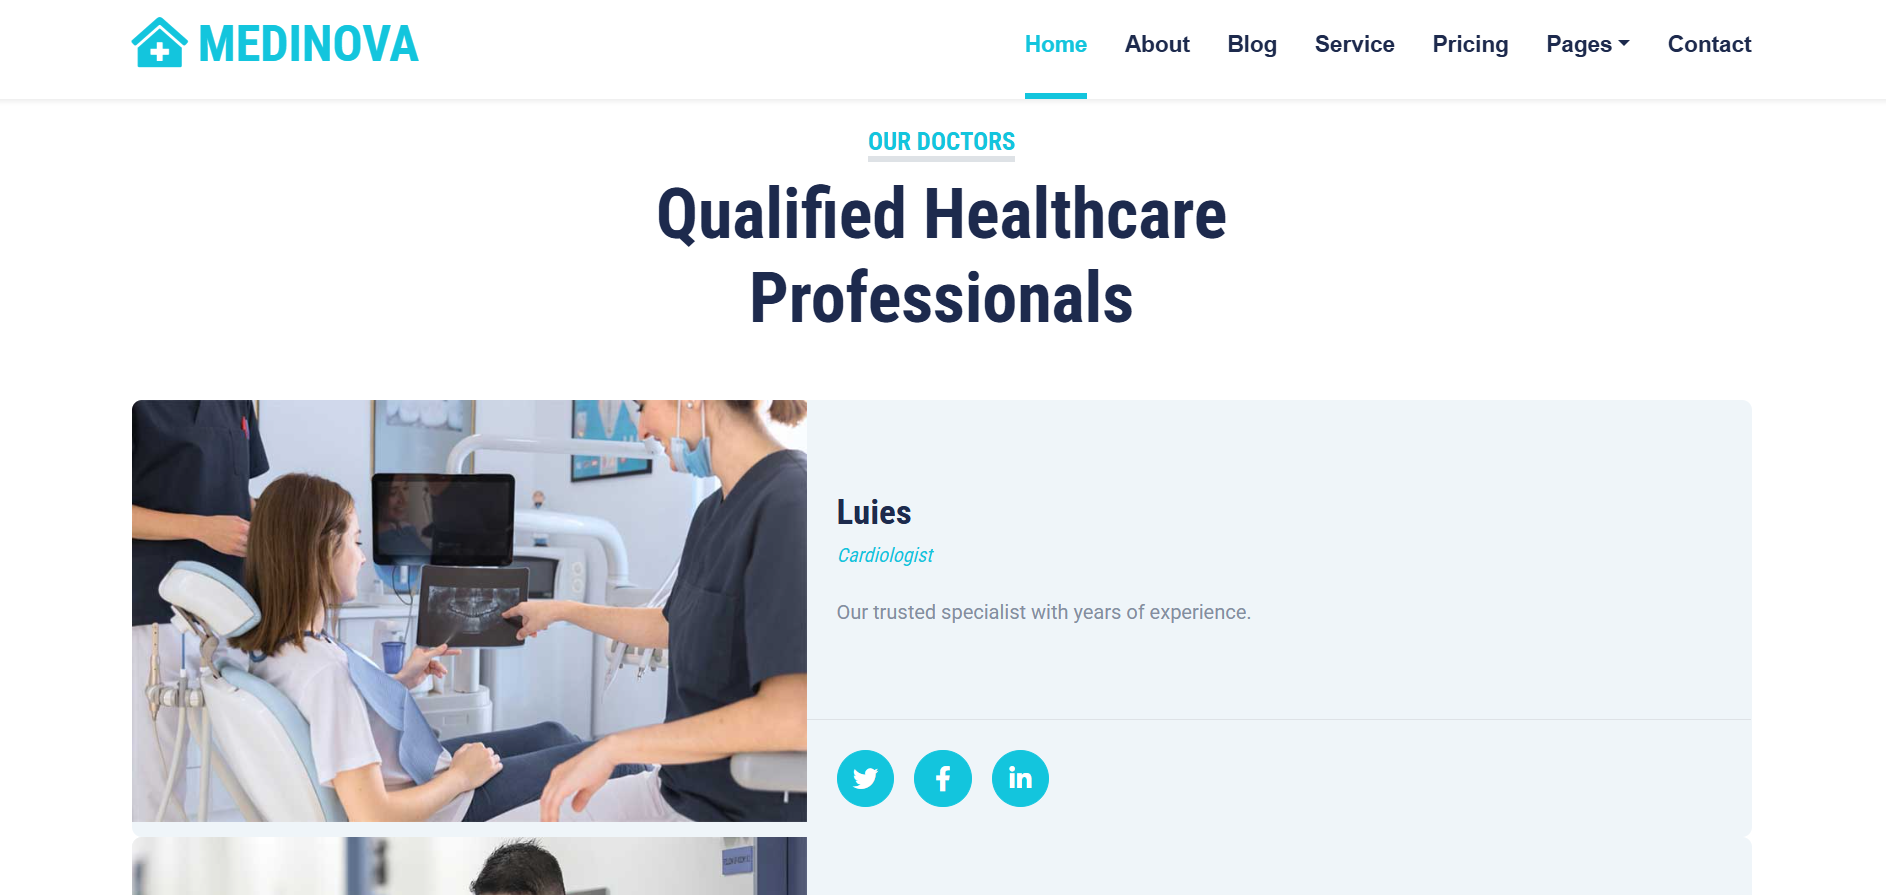 MEDINOVA
Home About Blog Service Pricing Pages Contact
OUR DOCTORS
Qualified Healthcare
Professionals
Luies
Cardiologist
Our trusted specialist with years of experience.